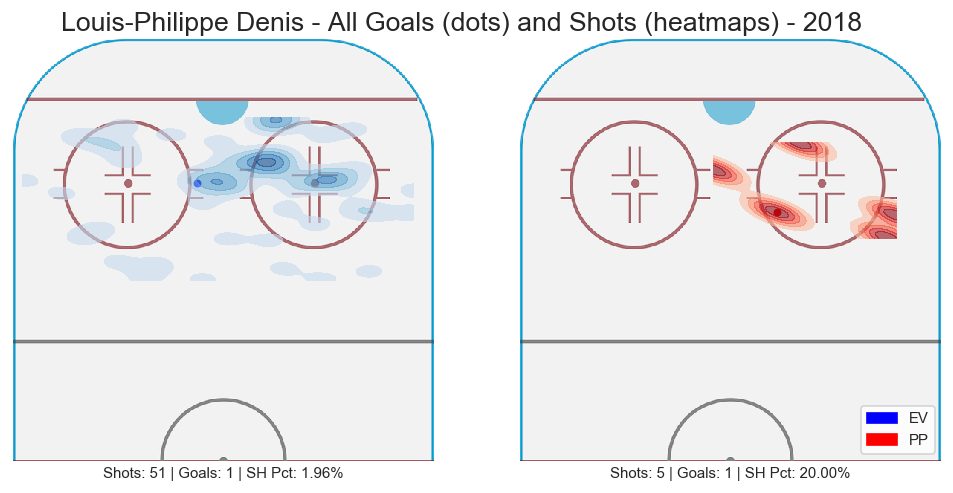 Louis-Philippe Denis - All Goals (dots) and Shots (heatmaps) - 2018
EV
PP
Shots: 51 | Goals: 1 | SH Pct: 1.96%
Shots: 5 | Goals: 1 | SH Pct: 20.00%